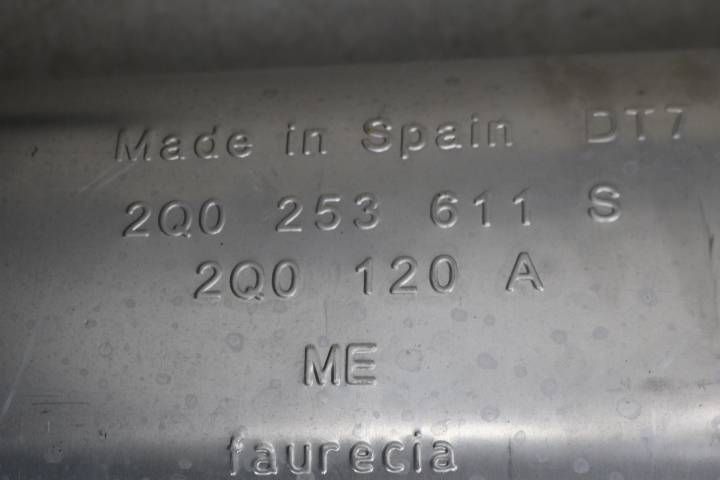 Made in Spain DT7
2Q0 253 611 S
2Q0 120 A
ME
faurecia